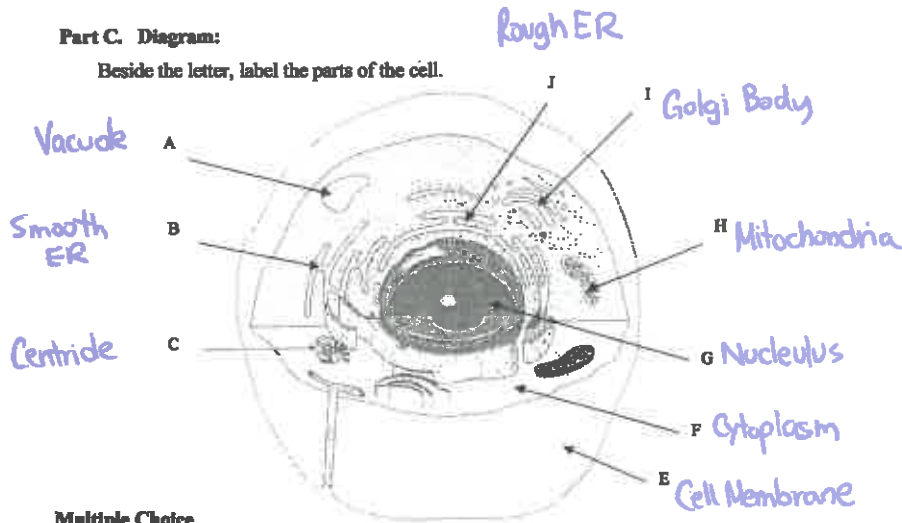 Rough ER
Part C. Diagram:
Beside the letter, label the parts of the cell.
J
I Golgi Body
Vacuole A
Smooth ER B
H Mitochondria
Centriole C
G Nucleulus
F Cytoplasm
E Cell Membrane
Multiple Choice